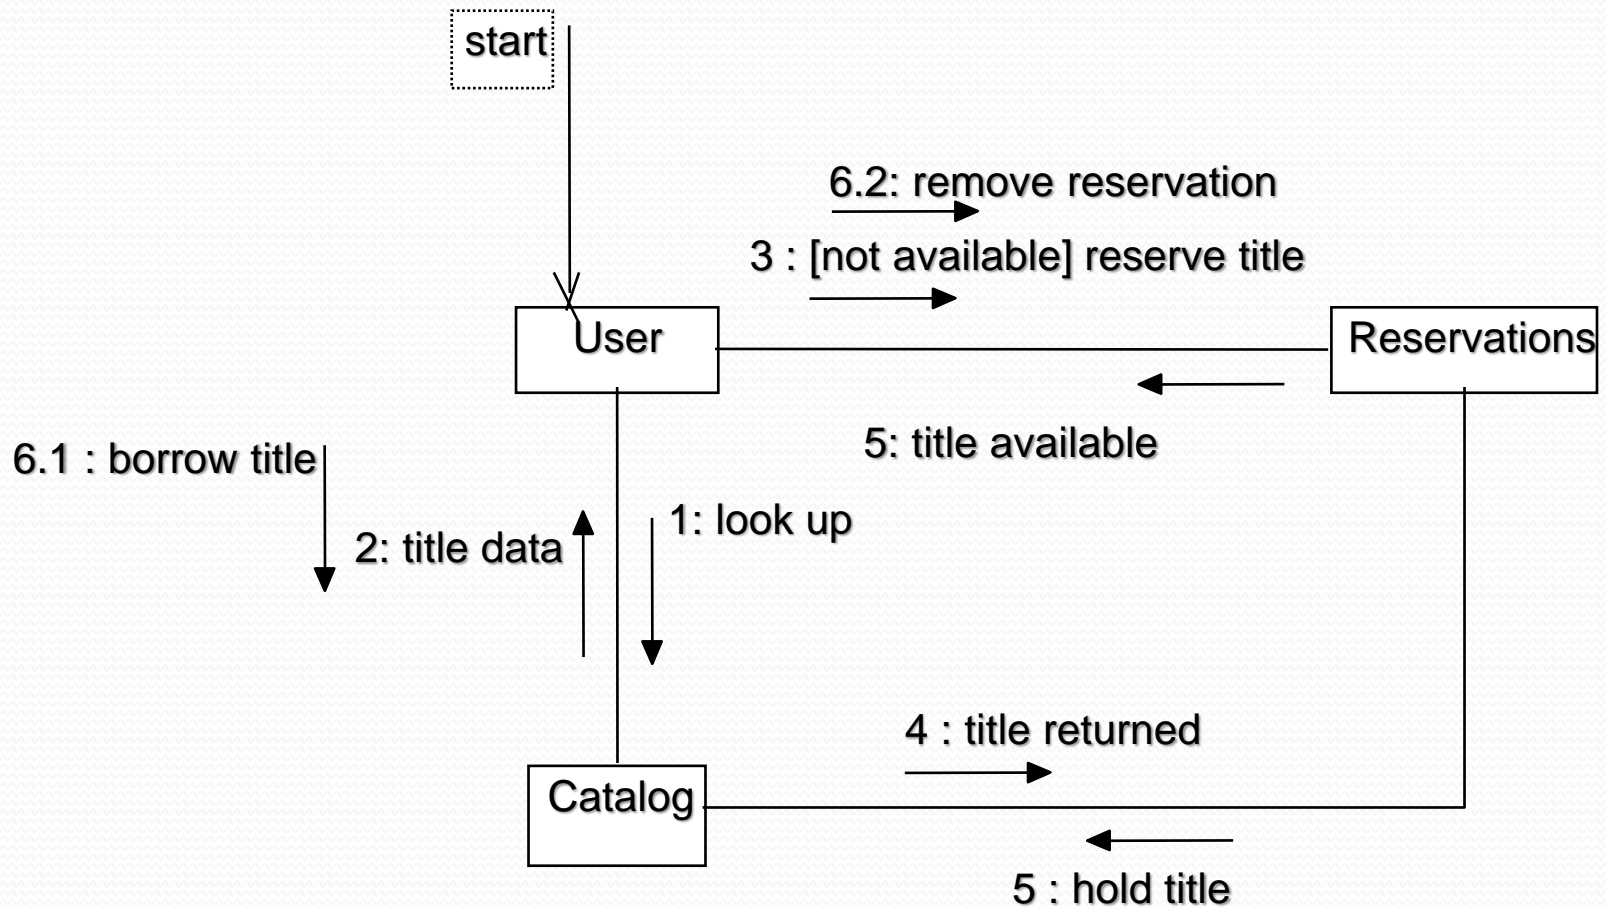 start
6.2: remove reservation
3 : [not available] reserve title
User
Reservations
5: title available
6.1 : borrow title
1: look up
2: title data
4 : title returned
Catalog
5 : hold title